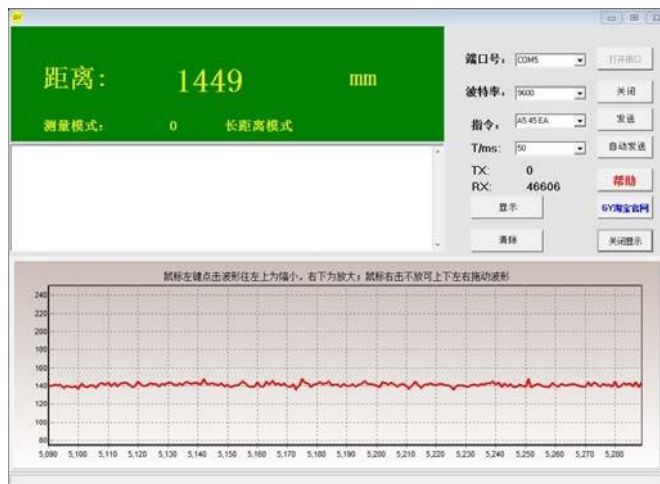 GY
距离： 1449 mm
测量模式： 0 长距离模式
端口号： COM5 打开串口
波特率： 9600 关闭
指令： A5 45 EA 发送
T/ms: 50 自动发送
TX: 0
RX: 46606
帮助
显示
GY淘宝官网
清除
关闭显示
鼠标左键点击波形往左上为缩小，右下为放大；鼠标右击不放可上下左右拖动波形
240
220
200
180
160
140
120
100
80
5,090 5,100 5,110 5,120 5,130 5,140 5,150 5,160 5,170 5,180 5,190 5,200 5,210 5,220 5,230 5,240 5,250 5,260 5,270 5,280